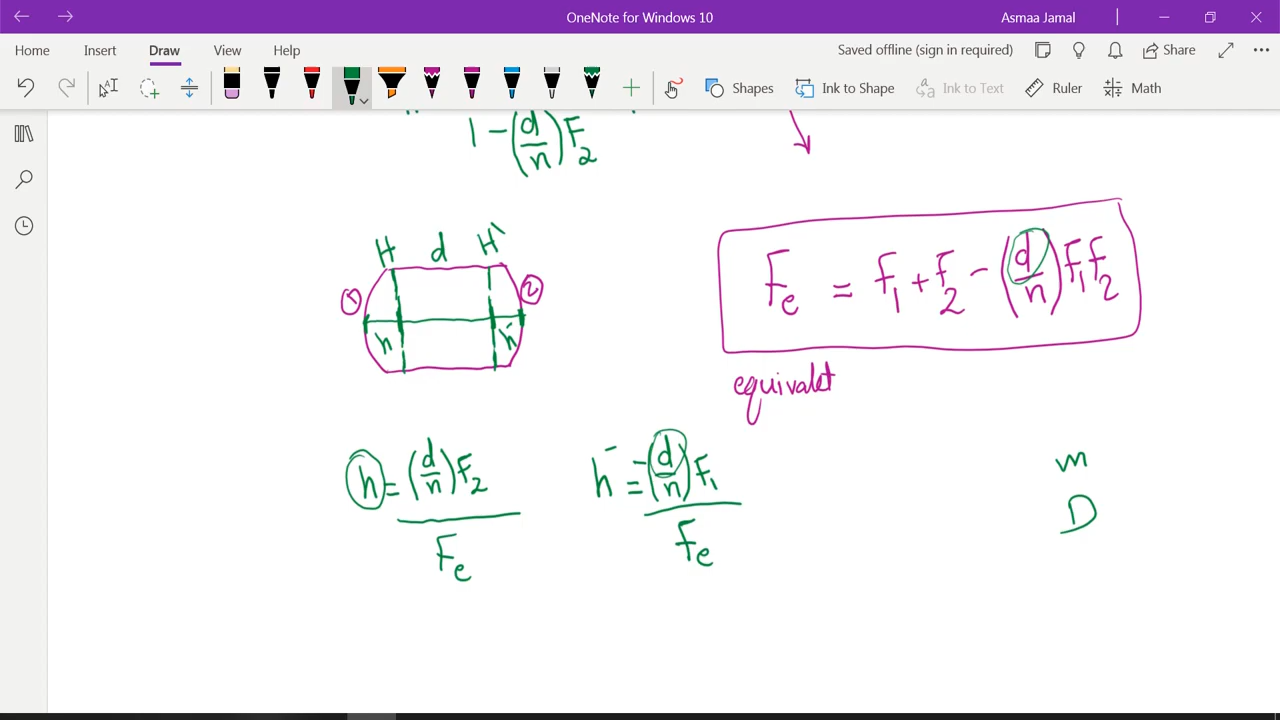 OneNote for Windows 10
Asmaa Jamal
Home Insert Draw View Help
Saved offline (sign in required)
Share
Shapes
Ink to Shape
Ink to Text
Ruler
Math
1 - (d/n) F2
H d H`
1 2
h h-
Fe = F1 + F2 - (d/n) F1 F2
equivalet
h = (d/n) F2 / Fe
h- = -(d/n) F1 / Fe
m
D